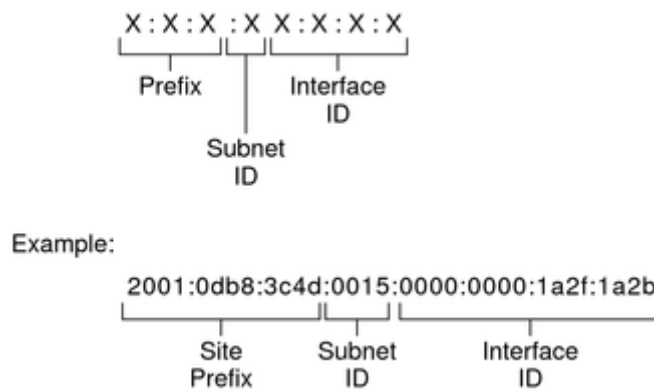 X : X : X : X X : X : X : X
Prefix
Interface
ID
Subnet
ID
Example:
2001:0db8:3c4d:0015:0000:0000:1a2f:1a2b
Site
Prefix
Subnet
ID
Interface
ID